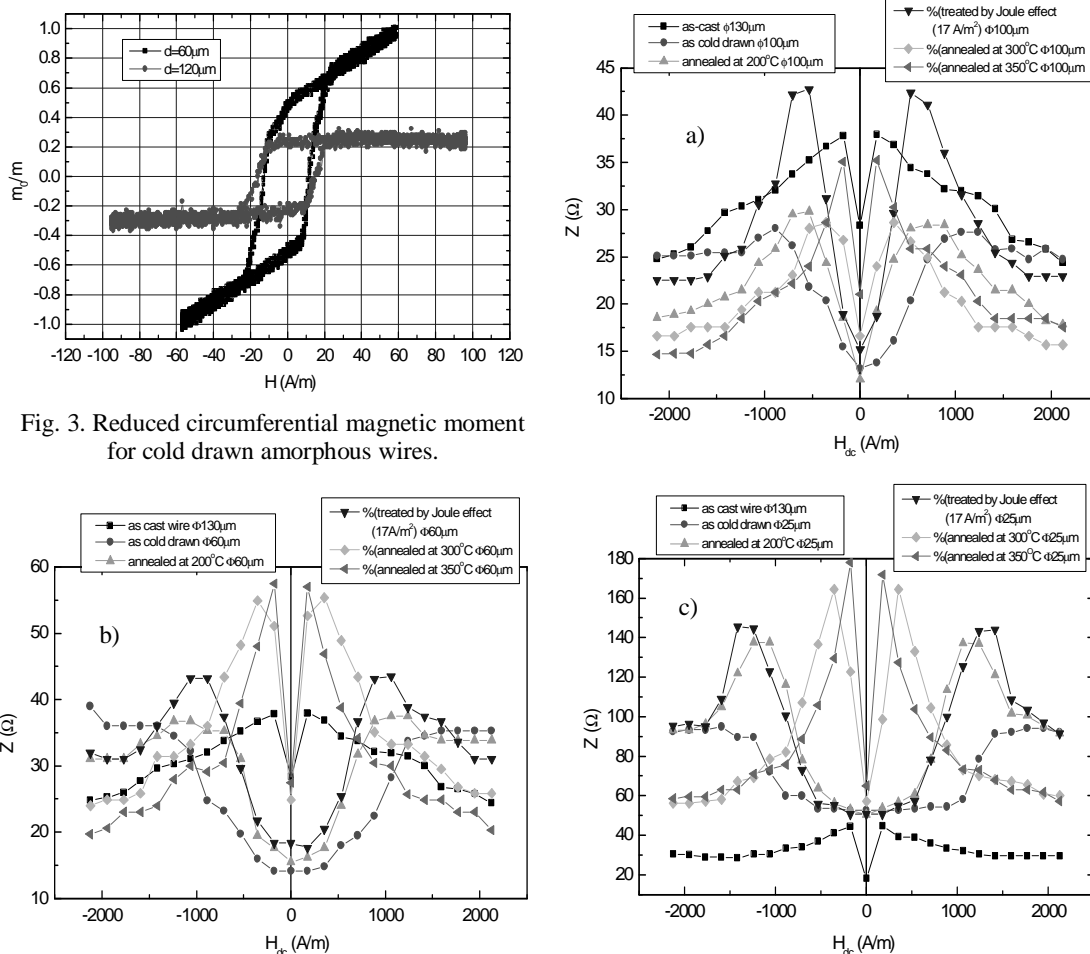 1.0
0.8
0.6
0.4
0.2
0.0
-0.2
-0.4
-0.6
-0.8
-1.0
m₀/m
d=60μm
d=120μm
-120 -100 -80 -60 -40 -20 0 20 40 60 80 100 120
H (A/m)
Fig. 3. Reduced circumferential magnetic moment
for cold drawn amorphous wires.
as-cast ϕ130μm
as cold drawn ϕ100μm
annealed at 200°C ϕ100μm
%(treated by Joule effect
(17 A/m²) Φ100μm
%(annealed at 300°C Φ100μm
%(annealed at 350°C Φ100μm
a)
45
40
35
30
25
20
15
10
Z (Ω)
-2000 -1000 0 1000 2000
H_dc (A/m)
as cast wire Φ130μm
as cold drawn Φ60μm
annealed at 200°C Φ60μm
%(treated by Joule effect
(17A/m²) Φ60μm
%(annealed at 300°C Φ60μm
%(annealed at 350°C Φ60μm
b)
60
50
40
30
20
10
Z (Ω)
-2000 -1000 0 1000 2000
H_dc (A/m)
as cast wire Φ130μm
as cold drawn Φ25μm
annealed at 200°C Φ25μm
%(treated by Joule effect
(17A/m²) Φ25μm
%(annealed at 300°C Φ25μm
%(annealed at 350°C Φ25μm
c)
180
160
140
120
100
80
60
40
20
Z (Ω)
-2000 -1000 0 1000 2000
H_dc (A/m)